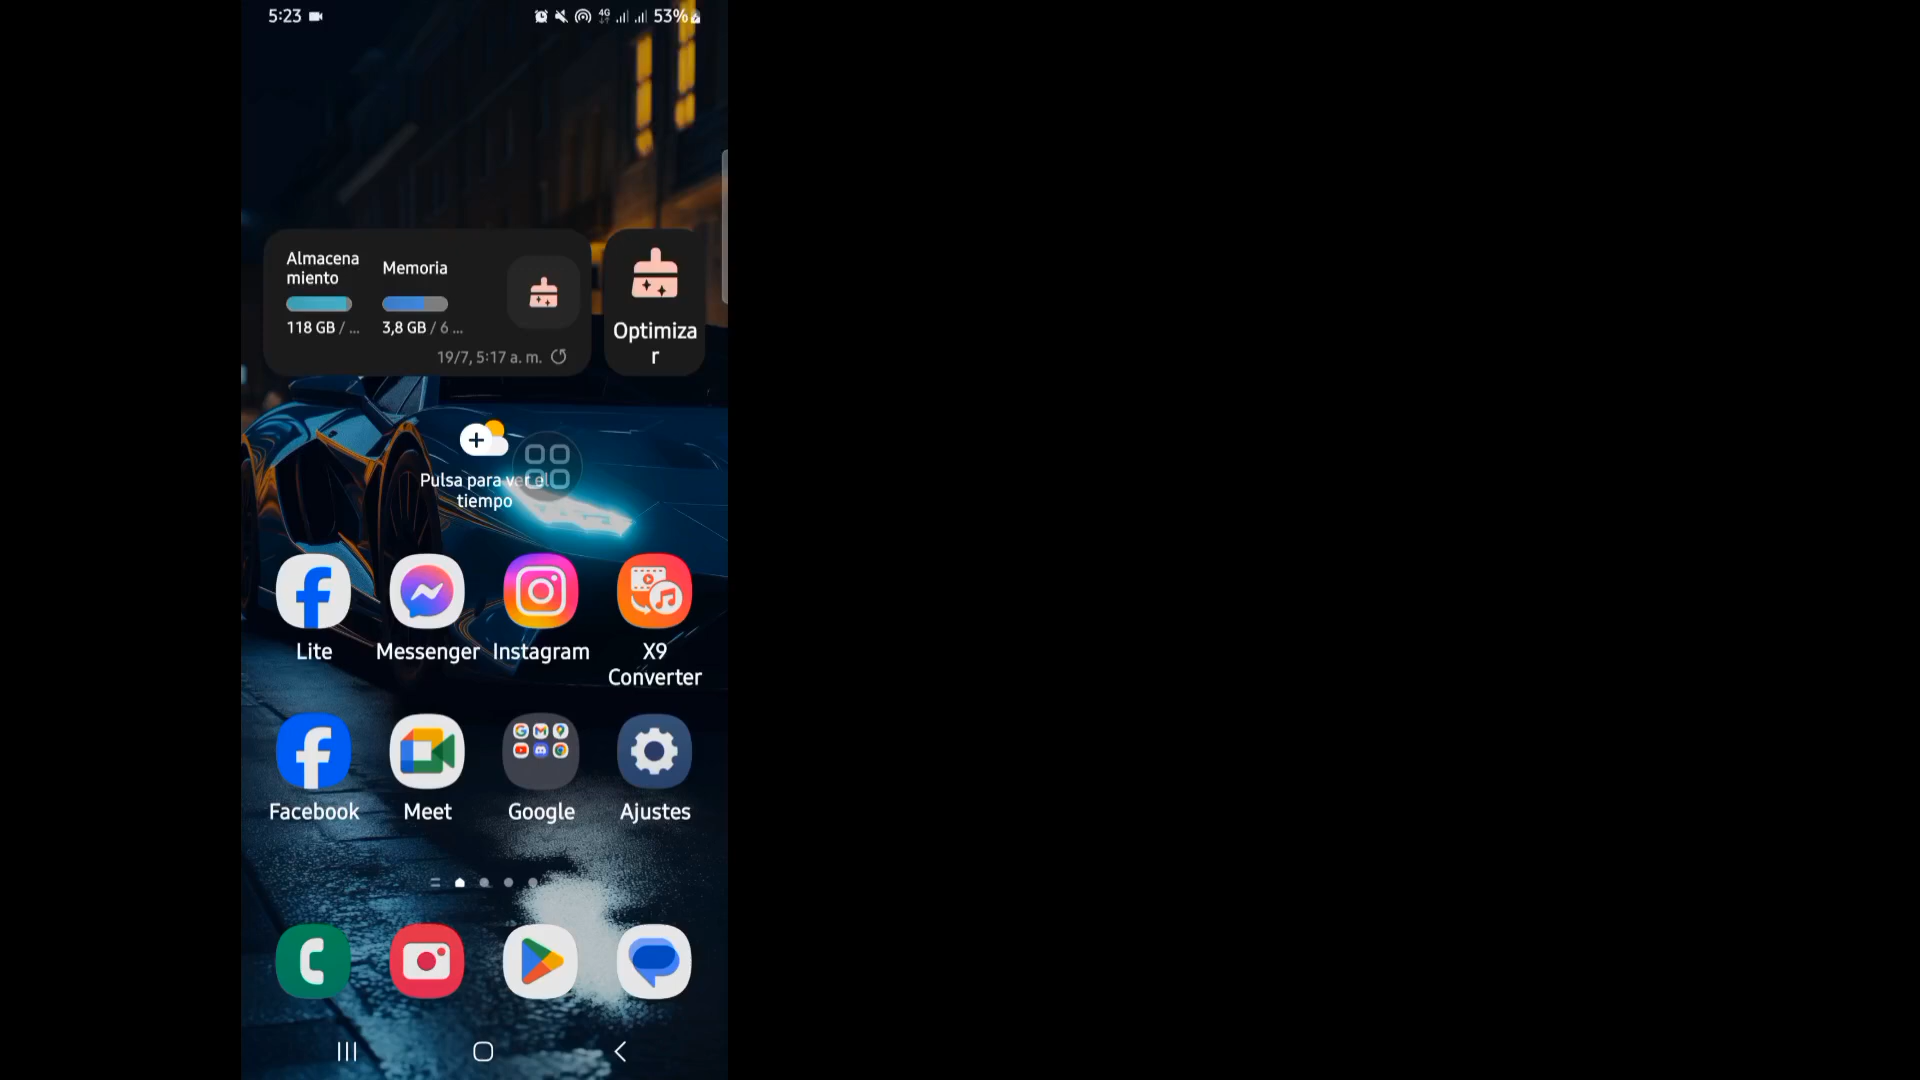 5:23 4G 53%
Almacena
miento
Memoria
118 GB / ...
3,8 GB / 6 ...
19/7, 5:17 a. m.
Optimiza
r
Pulsa para ver el
tiempo
Lite
Messenger
Instagram
X9
Converter
Facebook
Meet
Google
Ajustes